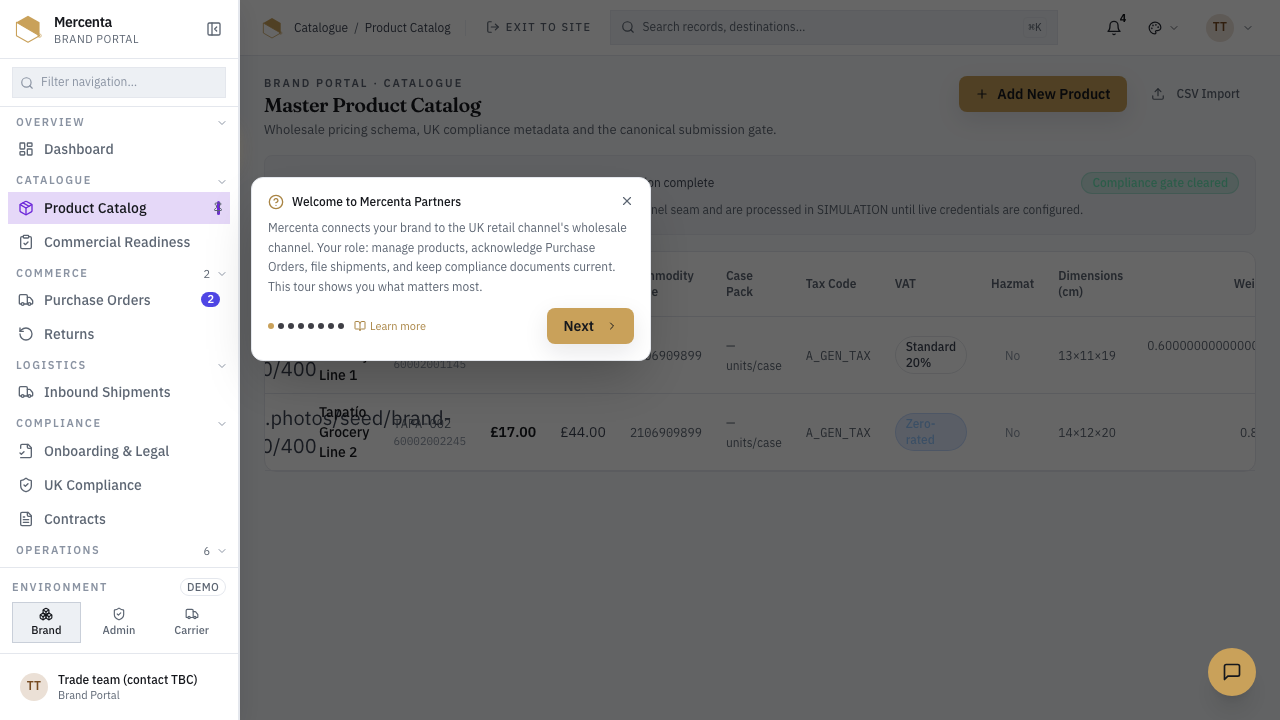 Mercenta
BRAND PORTAL
Filter navigation...
OVERVIEW
Dashboard
CATALOGUE
Product Catalog
Commercial Readiness
COMMERCE 2
Purchase Orders 2
Returns
LOGISTICS
Inbound Shipments
COMPLIANCE
Onboarding & Legal
UK Compliance
Contracts
OPERATIONS 6
ENVIRONMENT DEMO
Brand Admin Carrier
TT Trade team (contact TBC)
Brand Portal
Catalogue / Product Catalog EXIT TO SITE Search records, destinations... ⌘K 4 TT
BRAND PORTAL · CATALOGUE
Master Product Catalog
Wholesale pricing schema, UK compliance metadata and the canonical submission gate.
+ Add New Product CSV Import
on complete Compliance gate cleared
nel seam and are processed in SIMULATION until live credentials are configured.
Welcome to Mercenta Partners
Mercenta connects your brand to the UK retail channel's wholesale
channel. Your role: manage products, acknowledge Purchase
Orders, file shipments, and keep compliance documents current.
This tour shows you what matters most.
Learn more
Next
Case Pack Tax Code VAT Hazmat Dimensions (cm) Wei
0/400 Line 1 60002001145 06909899 — units/case A_GEN_TAX Standard 20% No 13×11×19 0.6000000000000
.photos/seed/brand-
0/400 Tapatío Grocery Line 2 60002002245 £17.00 £44.00 2106909899 — units/case A_GEN_TAX Zero-rated No 14×12×20 0.8